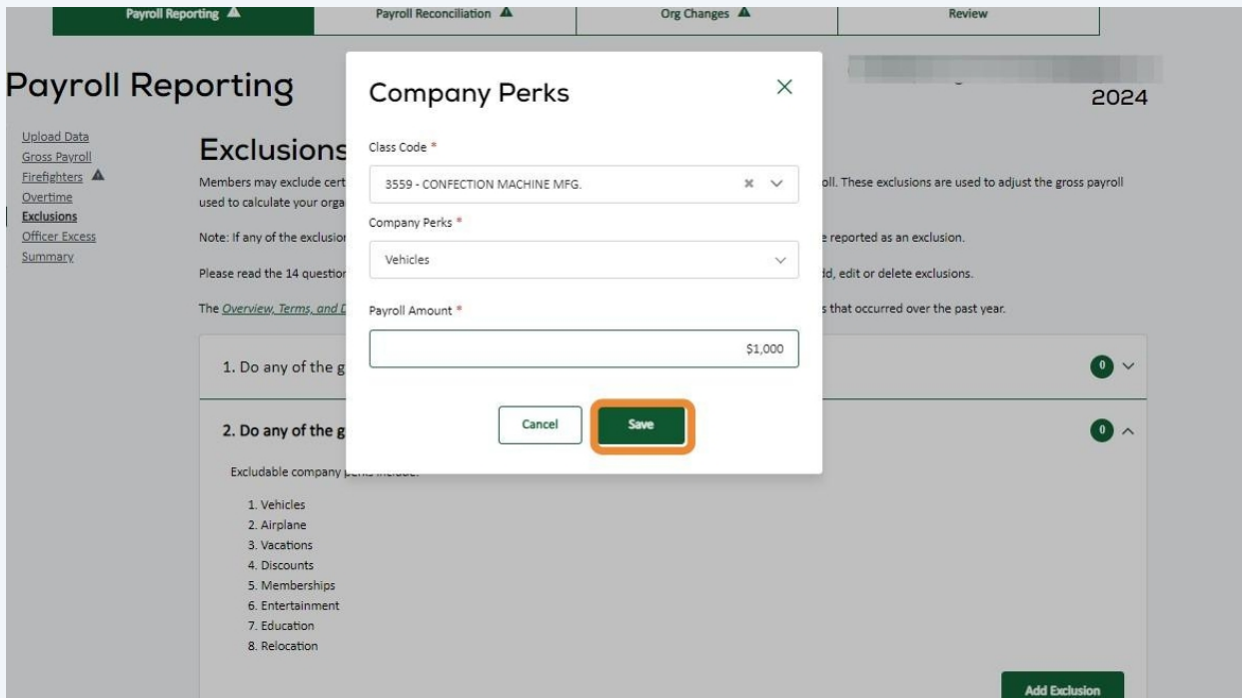 Payroll Reporting
Payroll Reconciliation
Org Changes
Review
Payroll Reporting
2024
Upload Data
Gross Payroll
Firefighters
Overtime
Exclusions
Officer Excess
Summary
Exclusions
Members may exclude cert
oll. These exclusions are used to adjust the gross payroll
used to calculate your orga
Note: If any of the exclusion
e reported as an exclusion.
Please read the 14 question
dd, edit or delete exclusions.
The Overview, Terms, and D
s that occurred over the past year.
1. Do any of the g
0
2. Do any of the g
0
Excludable company perks include:
1. Vehicles
2. Airplane
3. Vacations
4. Discounts
5. Memberships
6. Entertainment
7. Education
8. Relocation
Add Exclusion
Company Perks
Class Code *
3559 - CONFECTION MACHINE MFG.
Company Perks *
Vehicles
Payroll Amount *
$1,000
Cancel
Save